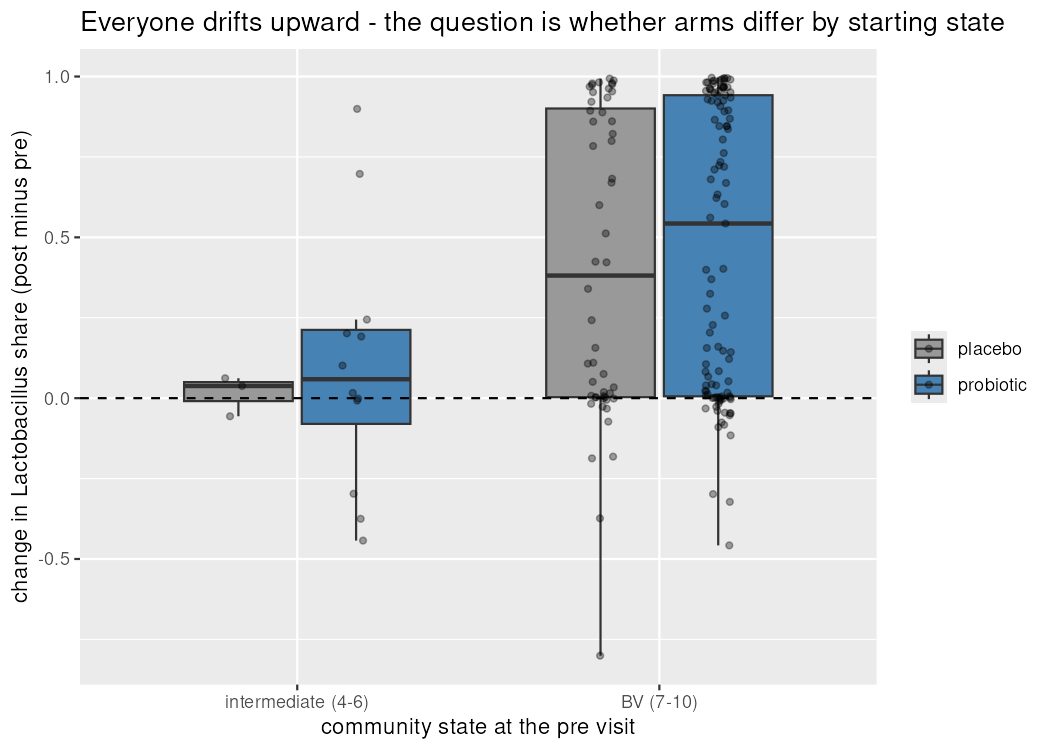 Everyone drifts upward - the question is whether arms differ by starting state
change in Lactobacillus share (post minus pre)
1.0
0.5
0.0
-0.5
intermediate (4-6)
BV (7-10)
community state at the pre visit
placebo
probiotic